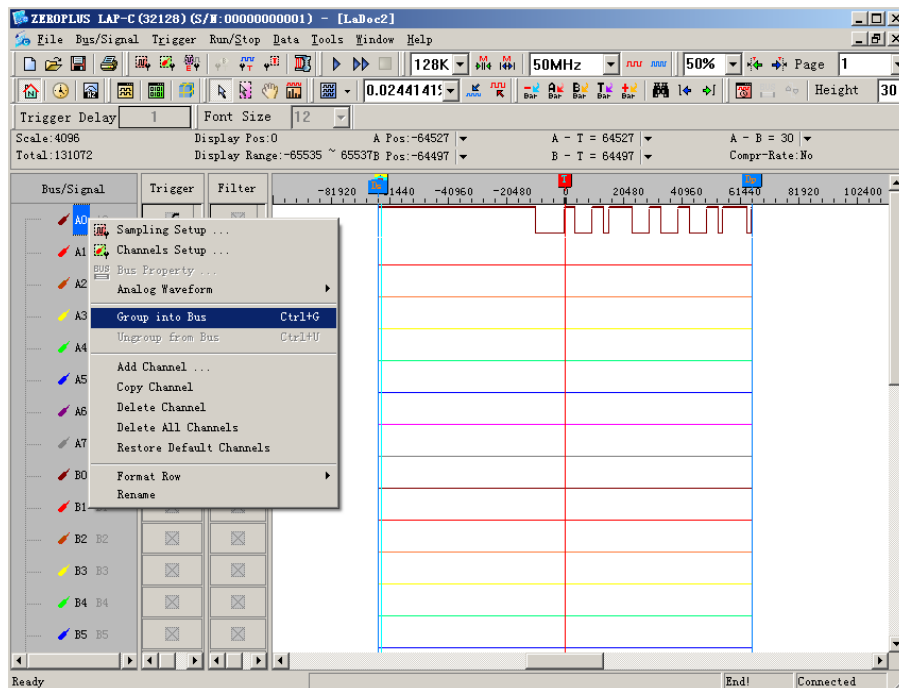 ZEROPLUS LAP-C(32128)(S/N:00000000001) - [LaDoc2]
File Bus/Signal Trigger Run/Stop Data Tools Window Help
128K 50MHz 50% Page 1
Bar Bar Bar Bar Bar Height 30
Trigger Delay 1 Font Size 12
Scale:4096 Display Pos:0 A Pos:-64527 A - T = 64527 A - B = 30
Total:131072 Display Range:-65535 ~ 65537 B Pos:-64497 B - T = 64497 Compr-Rate:No
Bus/Signal Trigger Filter -81920 -40960 -20480 0 20480 40960 61440 81920 102400
T
A0
Sampling Setup ...
A1 Channels Setup ...
BUS Bus Property ...
A2 Analog Waveform
A3 Group into Bus Ctrl+G
Ungroup from Bus Ctrl+U
A4
Add Channel ...
A5 Copy Channel
A6 Delete Channel
Delete All Channels
A7 Restore Default Channels
B0 Format Row
Rename
B1
B2 B2
B3 B3
B4 B4
B5 B5
Ready End! Connected